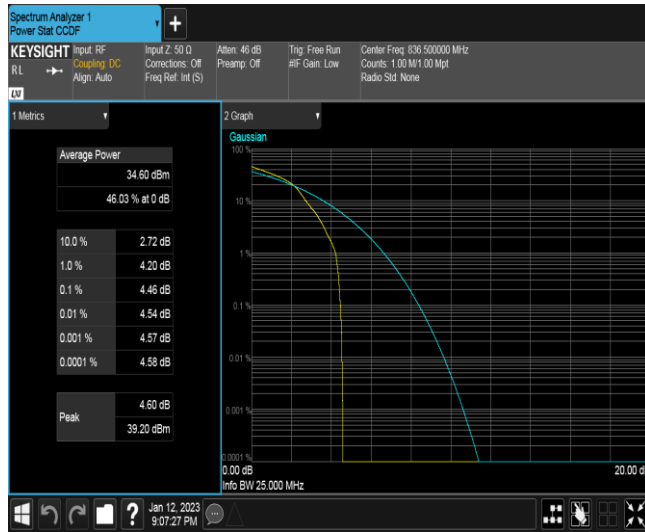 Spectrum Analyzer 1
Power Stat CCDF
+
KEYSIGHT
Input: RF
Input Z: 50 Ω
Atten: 46 dB
Trig: Free Run
Center Freq: 836.500000 MHz
R L
Coupling: DC
Corrections: Off
Preamp: Off
#IF Gain: Low
Counts: 1.00 M/1.00 Mpt
Align: Auto
Freq Ref: Int (S)
Radio Std: None
LXI
1 Metrics
2 Graph
Gaussian
Average Power
34.60 dBm
46.03 % at 0 dB
10.0 % 2.72 dB
1.0 % 4.20 dB
0.1 % 4.46 dB
0.01 % 4.54 dB
0.001 % 4.57 dB
0.0001 % 4.58 dB
Peak
4.60 dB
39.20 dBm
100 %
10 %
1 %
0.1 %
0.01 %
0.001 %
0.0001 %
0.00 dB
20.00 d
Info BW 25.000 MHz
?
Jan 12, 2023
9:07:27 PM